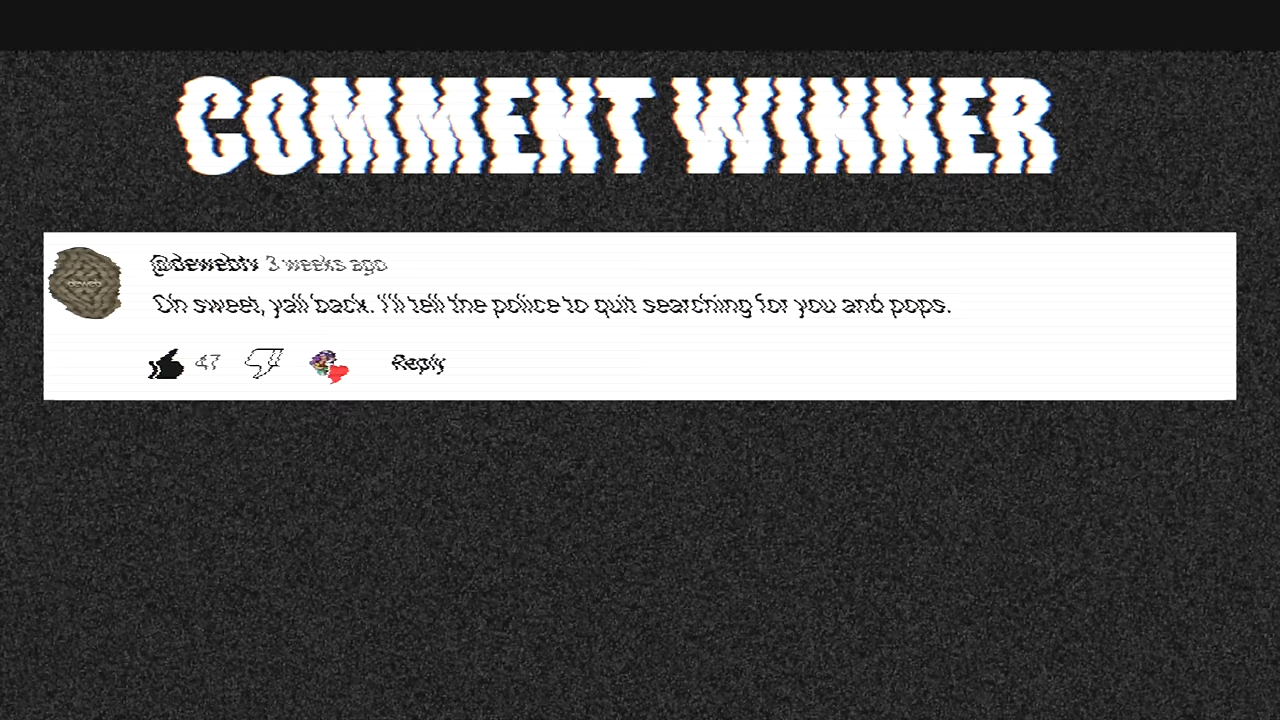 COMMENT WINNER
@dewebtv 3 weeks ago
Oh sweet, yall back. I'll tell the police to quit searching for you and pops.
47 Reply